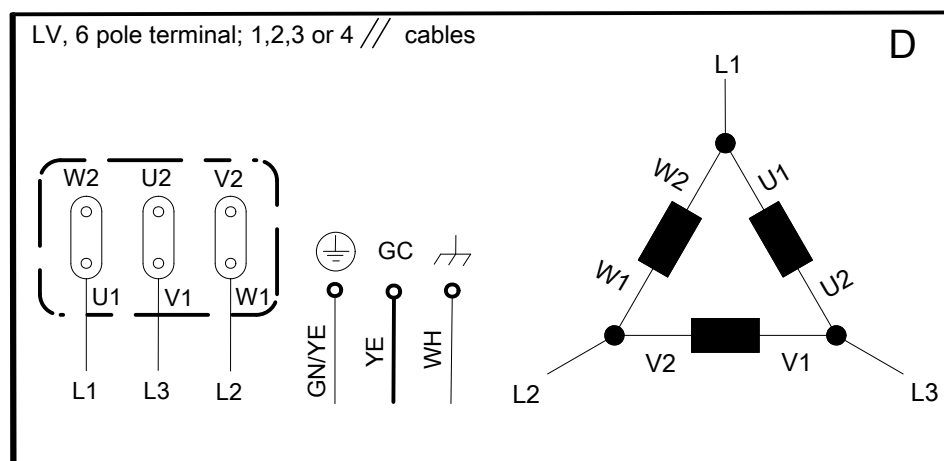 LV, 6 pole terminal; 1,2,3 or 4 // cables
D
W2 U2 V2
U1 V1 W1
L1 L3 L2
GC
GN/YE
YE
WH
L1
W2 U1
W1 U2
V2 V1
L2 L3